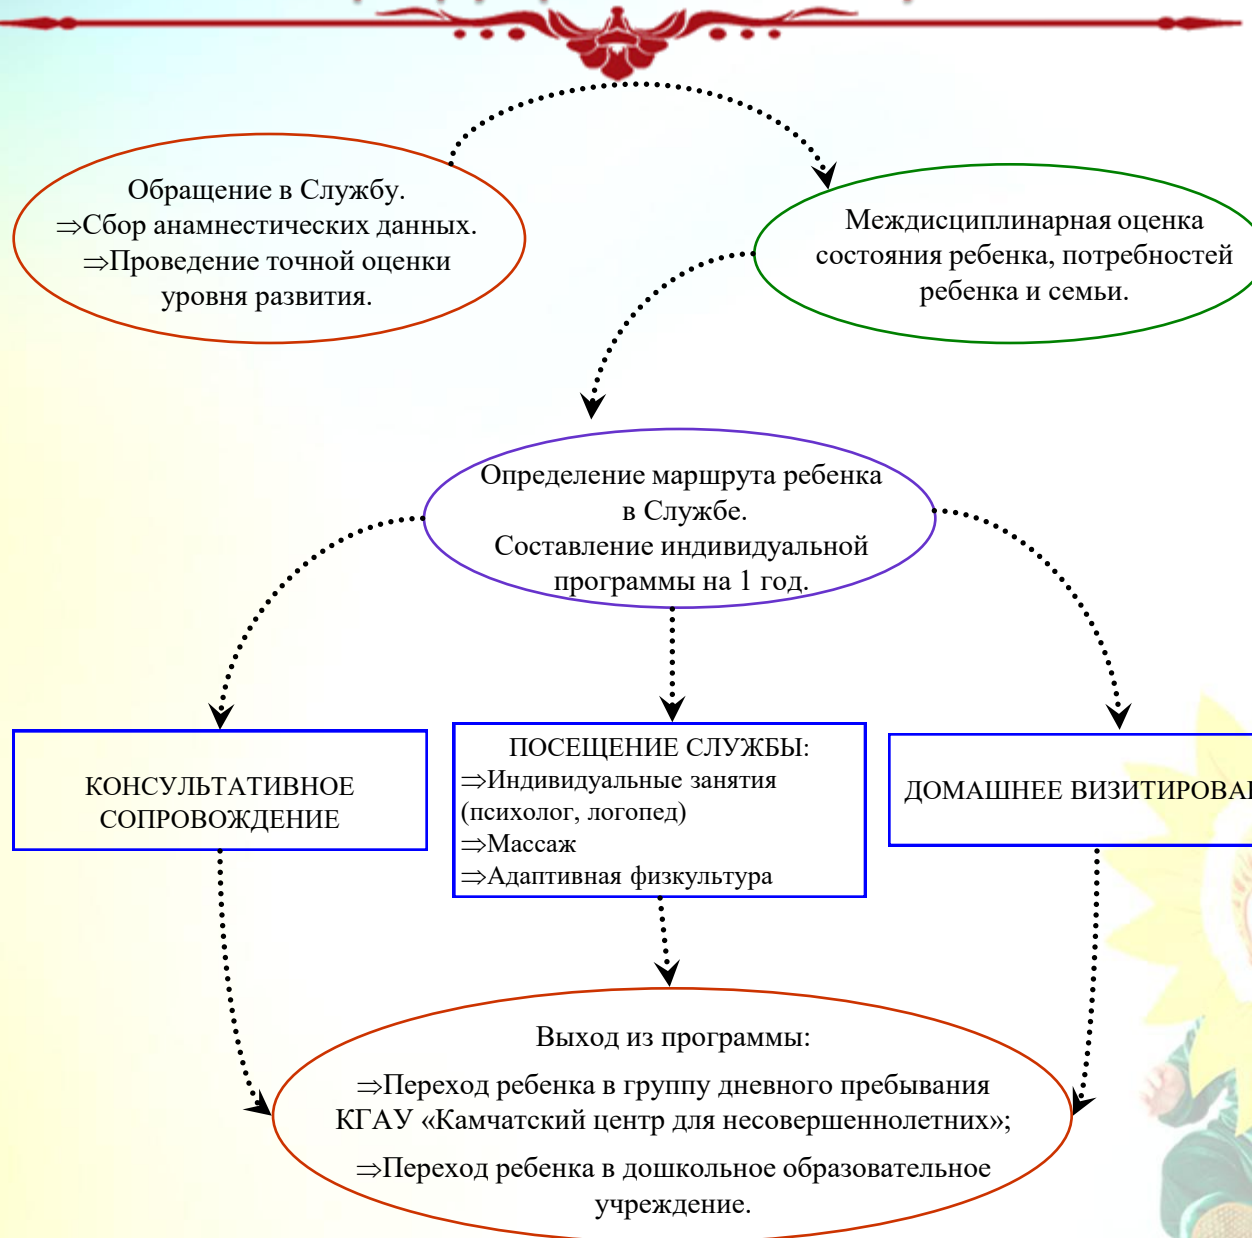 Обращение в Службу.
⇒Сбор анамнестических данных.
⇒Проведение точной оценки
уровня развития.
Междисциплинарная оценка
состояния ребенка, потребностей
ребенка и семьи.
Определение маршрута ребенка
в Службе.
Составление индивидуальной
программы на 1 год.
КОНСУЛЬТАТИВНОЕ
СОПРОВОЖДЕНИЕ
ПОСЕЩЕНИЕ СЛУЖБЫ:
⇒Индивидуальные занятия
(психолог, логопед)
⇒Массаж
⇒Адаптивная физкультура
ДОМАШНЕЕ
Выход из программы:
⇒Переход ребенка в группу дневного пребывания
КГАУ «Камчатский центр для несовершеннолетних»;
⇒Переход ребенка в дошкольное образовательное
учреждение.